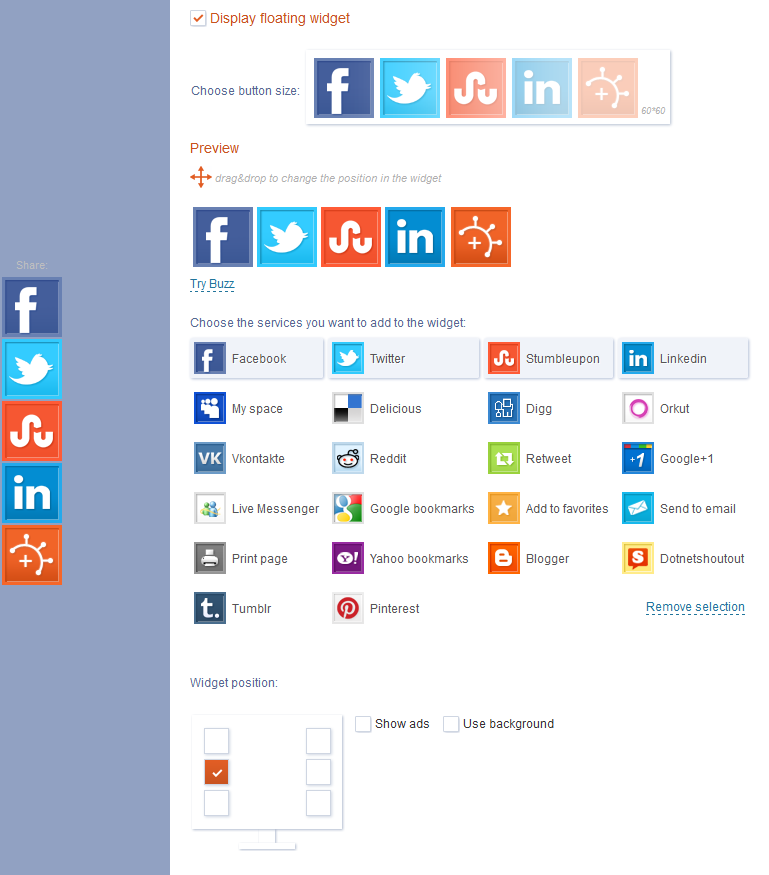 Display floating widget
Choose button size:
60*60
Preview
drag&drop to change the position in the widget
Share:
Try Buzz
Choose the services you want to add to the widget:
Facebook Twitter Stumbleupon Linkedin
My space Delicious Digg Orkut
Vkontakte Reddit Retweet Google+1
Live Messenger Google bookmarks Add to favorites Send to email
Print page Yahoo bookmarks Blogger Dotnetshoutout
Tumblr Pinterest Remove selection
Widget position:
Show ads Use background